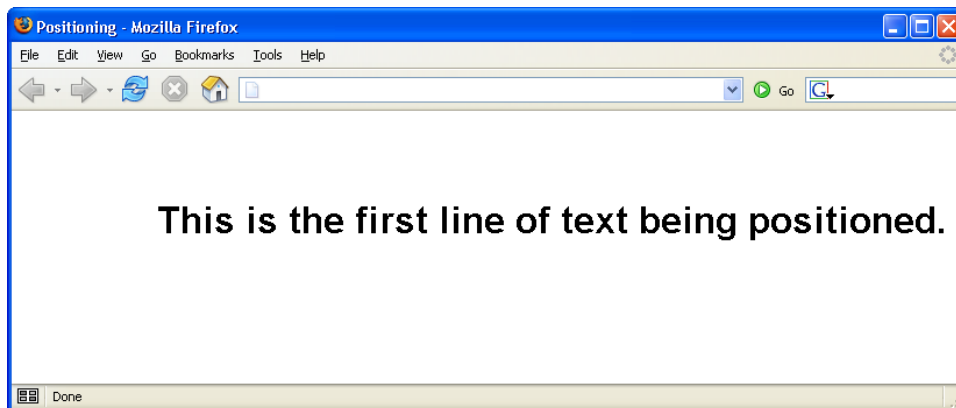 Positioning - Mozilla Firefox
File Edit View Go Bookmarks Tools Help
Go G
This is the first line of text being positioned.
Done